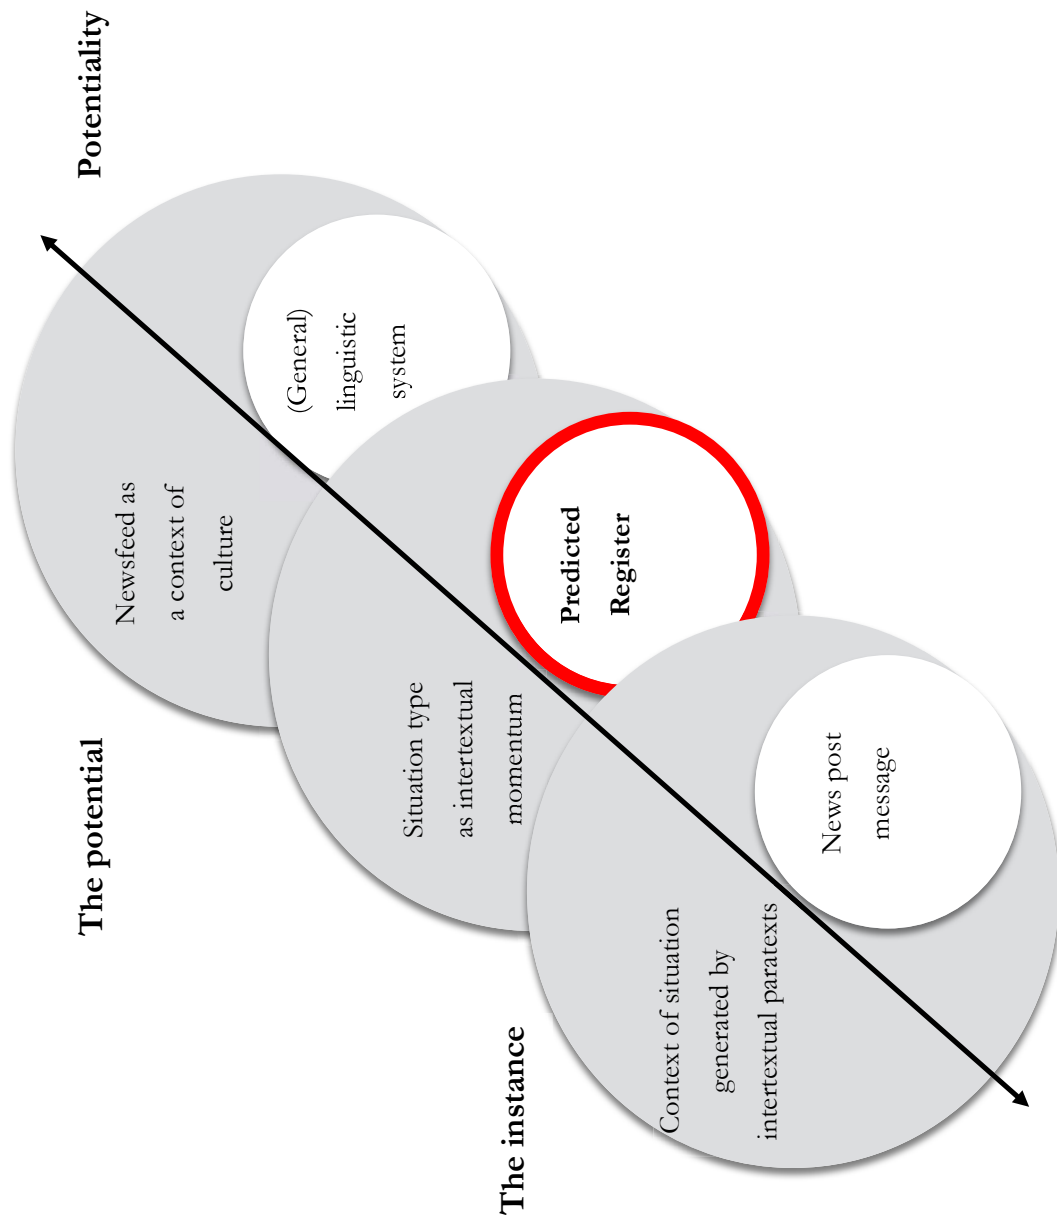 Potentiality
The potential
Newsfeed as
a context of
culture
(General)
linguistic
system
Situation type
as intertextual
momentum
Predicted
Register
The instance
Context of situation
generated by
intertextual paratexts
News post
message